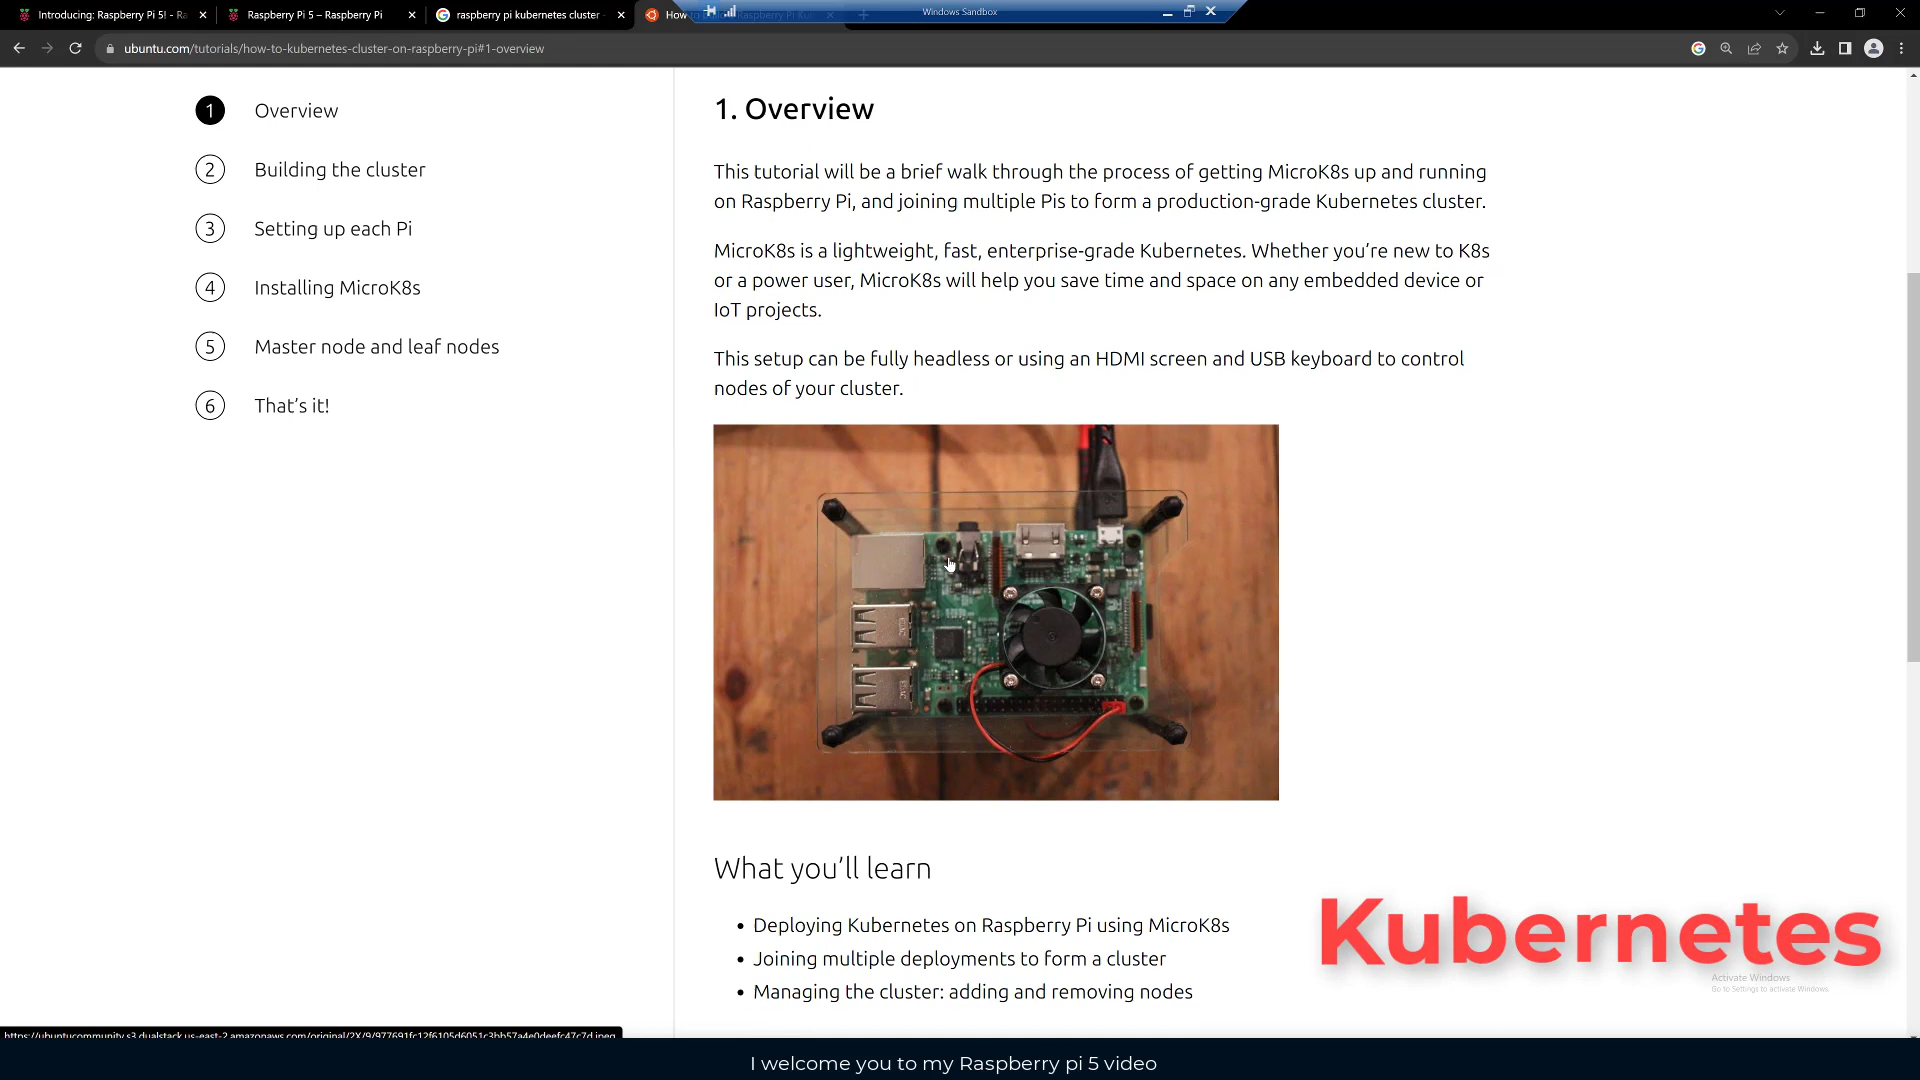 Introducing: Raspberry Pi 5! - Ra
Raspberry Pi 5 – Raspberry Pi
raspberry pi kubernetes cluster -
Windows Sandbox
ubuntu.com/tutorials/how-to-kubernetes-cluster-on-raspberry-pi#1-overview
1 Overview
2 Building the cluster
3 Setting up each Pi
4 Installing MicroK8s
5 Master node and leaf nodes
6 That’s it!
1. Overview
This tutorial will be a brief walk through the process of getting MicroK8s up and running
on Raspberry Pi, and joining multiple Pis to form a production-grade Kubernetes cluster.
MicroK8s is a lightweight, fast, enterprise-grade Kubernetes. Whether you’re new to K8s
or a power user, MicroK8s will help you save time and space on any embedded device or
IoT projects.
This setup can be fully headless or using an HDMI screen and USB keyboard to control
nodes of your cluster.
What you’ll learn
• Deploying Kubernetes on Raspberry Pi using MicroK8s
• Joining multiple deployments to form a cluster
• Managing the cluster: adding and removing nodes
Kubernetes
Activate Windows
Go to Settings to activate Windows.
I welcome you to my Raspberry pi 5 video